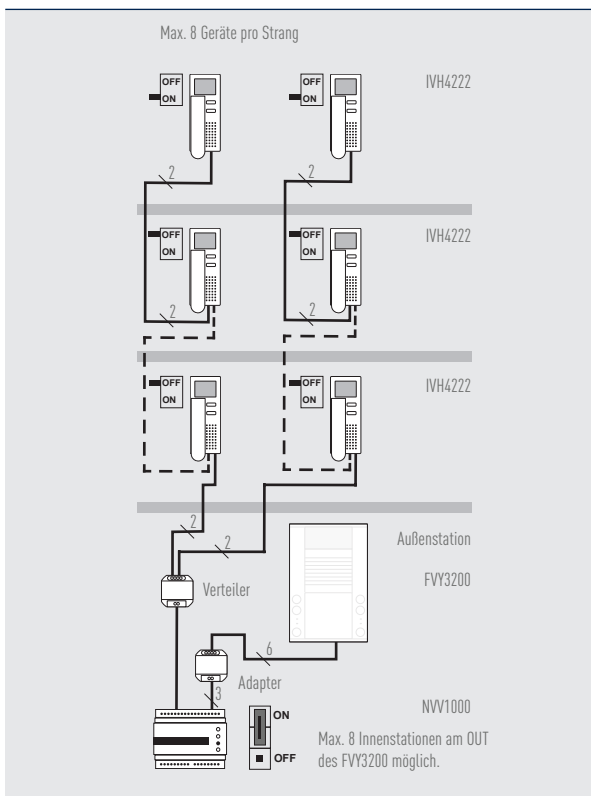 Max. 8 Geräte pro Strang
OFF
ON
OFF
ON
IVH4222
2
2
OFF
ON
OFF
ON
IVH4222
2
2
OFF
ON
OFF
ON
IVH4222
2
2
Außenstation
Verteiler
FVY3200
6
Adapter
3
NVV1000
ON
OFF
Max. 8 Innenstationen am OUT
des FVY3200 möglich.